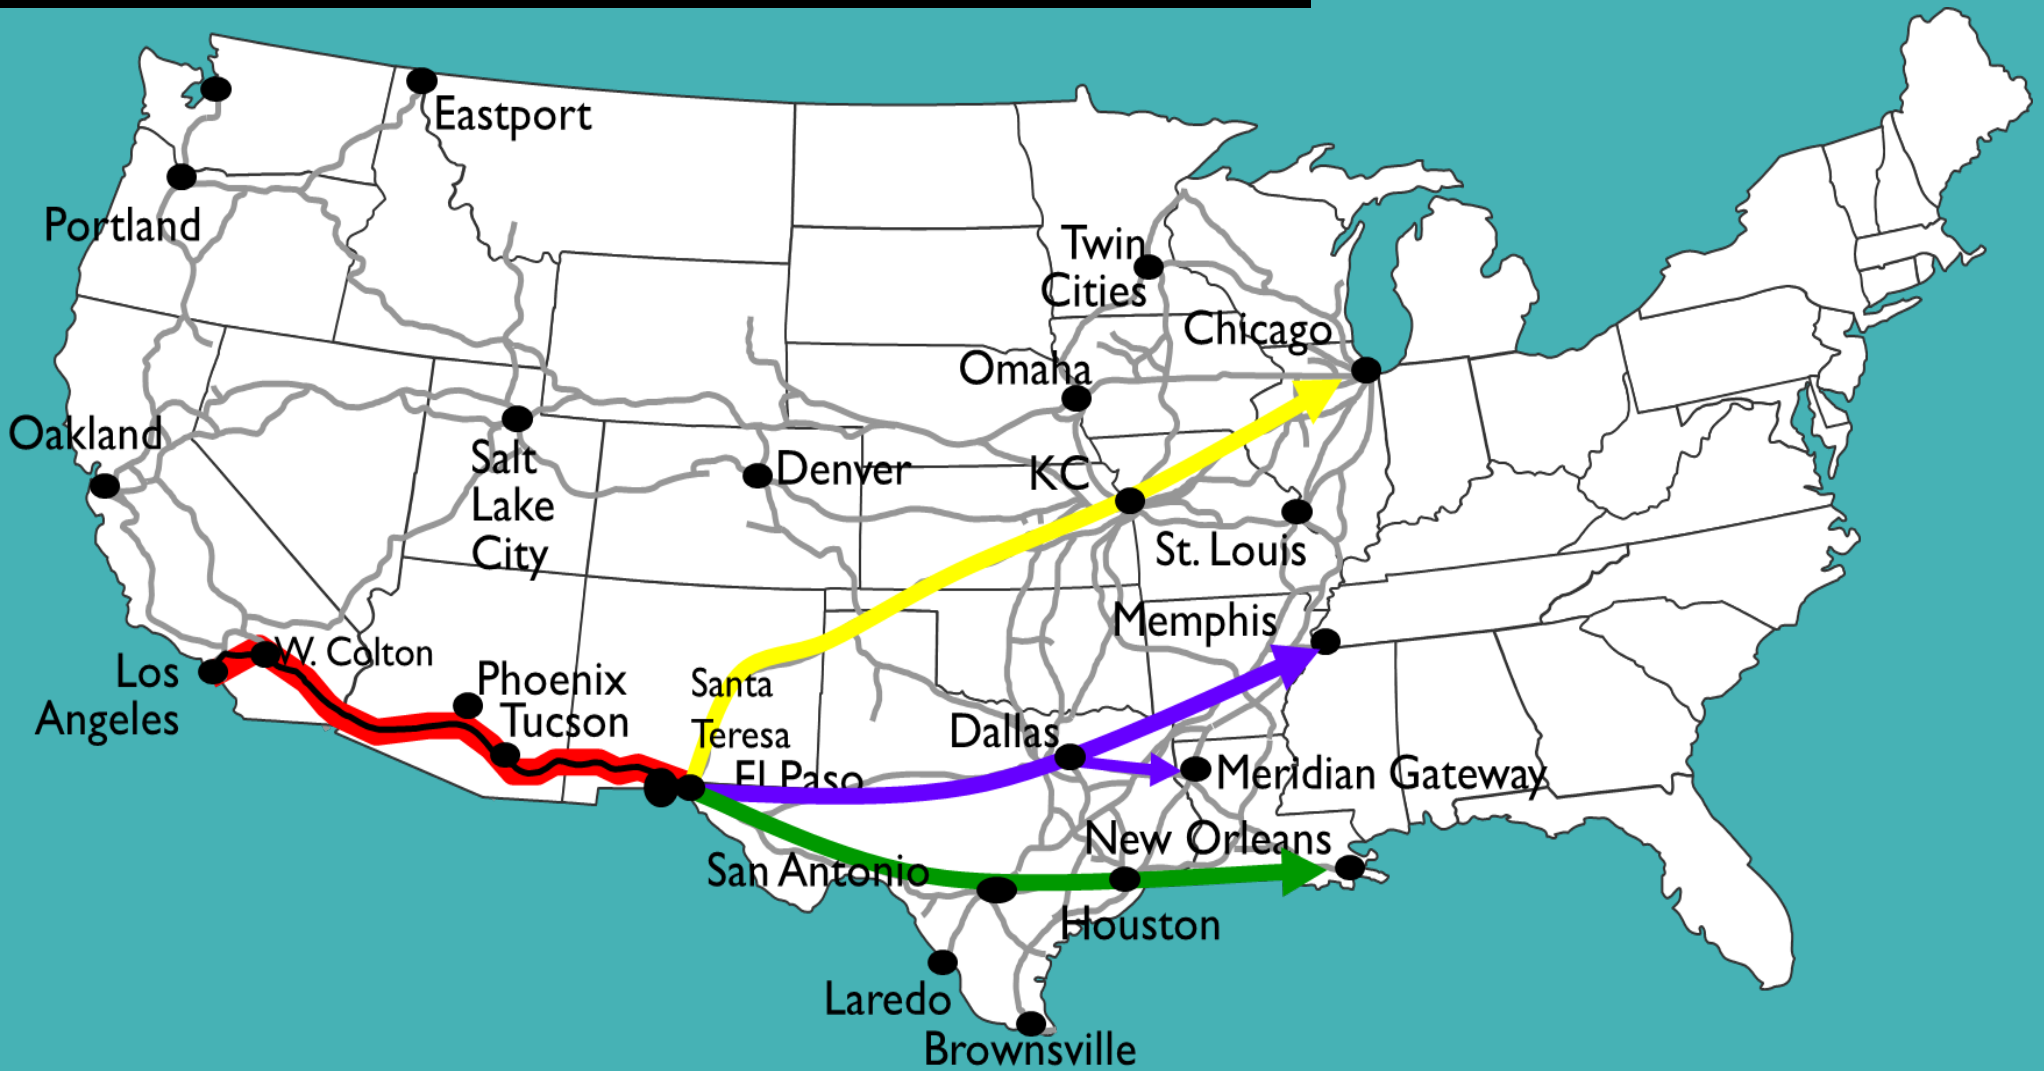 Eastport
Portland
Twin
Cities
Chicago
Omaha
Oakland
Salt
Lake
City
Denver
KC
St. Louis
Memphis
W. Colton
Los
Angeles
Phoenix
Tucson
Santa
Teresa
El Paso
Dallas
Meridian Gateway
New Orleans
San Antonio
Houston
Laredo
Brownsville